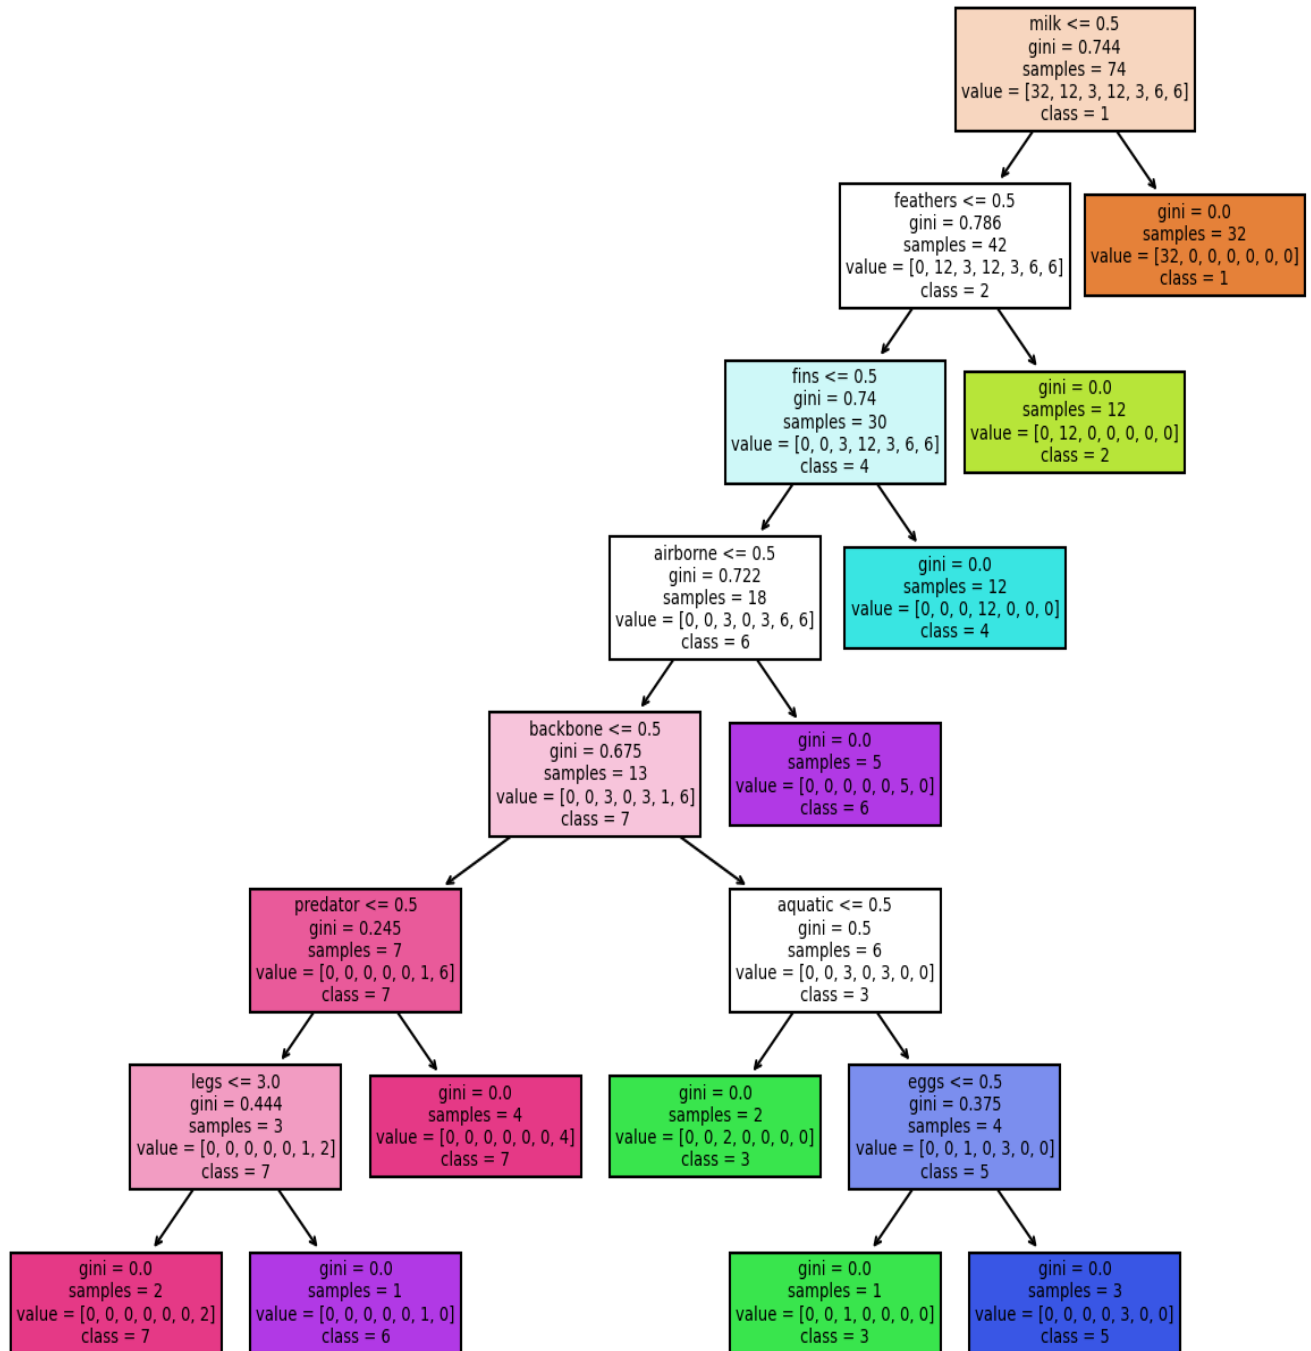 milk <= 0.5
gini = 0.744
samples = 74
value = [32, 12, 3, 12, 3, 6, 6]
class = 1
feathers <= 0.5
gini = 0.786
samples = 42
value = [0, 12, 3, 12, 3, 6, 6]
class = 2
gini = 0.0
samples = 32
value = [32, 0, 0, 0, 0, 0, 0]
class = 1
fins <= 0.5
gini = 0.74
samples = 30
value = [0, 0, 3, 12, 3, 6, 6]
class = 4
gini = 0.0
samples = 12
value = [0, 12, 0, 0, 0, 0, 0]
class = 2
airborne <= 0.5
gini = 0.722
samples = 18
value = [0, 0, 3, 0, 3, 6, 6]
class = 6
gini = 0.0
samples = 12
value = [0, 0, 0, 12, 0, 0, 0]
class = 4
backbone <= 0.5
gini = 0.675
samples = 13
value = [0, 0, 3, 0, 3, 1, 6]
class = 7
gini = 0.0
samples = 5
value = [0, 0, 0, 0, 0, 5, 0]
class = 6
predator <= 0.5
gini = 0.245
samples = 7
value = [0, 0, 0, 0, 0, 1, 6]
class = 7
aquatic <= 0.5
gini = 0.5
samples = 6
value = [0, 0, 3, 0, 3, 0, 0]
class = 3
legs <= 3.0
gini = 0.444
samples = 3
value = [0, 0, 0, 0, 0, 1, 2]
class = 7
gini = 0.0
samples = 4
value = [0, 0, 0, 0, 0, 0, 4]
class = 7
gini = 0.0
samples = 2
value = [0, 0, 2, 0, 0, 0, 0]
class = 3
eggs <= 0.5
gini = 0.375
samples = 4
value = [0, 0, 1, 0, 3, 0, 0]
class = 5
gini = 0.0
samples = 2
value = [0, 0, 0, 0, 0, 0, 2]
class = 7
gini = 0.0
samples = 1
value = [0, 0, 0, 0, 0, 1, 0]
class = 6
gini = 0.0
samples = 1
value = [0, 0, 1, 0, 0, 0, 0]
class = 3
gini = 0.0
samples = 3
value = [0, 0, 0, 0, 3, 0, 0]
class = 5